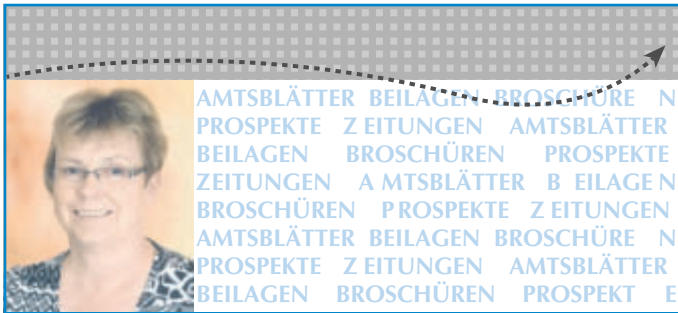 AMTSBLÄTTER BEILAGEN BROSCHÜRE N
PROSPEKTE Z EITUNGEN AMTSBLÄTTER
BEILAGEN BROSCHÜREN PROSPEKTE
ZEITUNGEN A MTSBLÄTTER B EILAGE N
BROSCHÜREN P ROSPEKTE Z EITUNGEN
AMTSBLÄTTER BEILAGEN BROSCHÜRE N
PROSPEKTE Z EITUNGEN AMTSBLÄTTER
BEILAGEN BROSCHÜREN PROSPEKT E